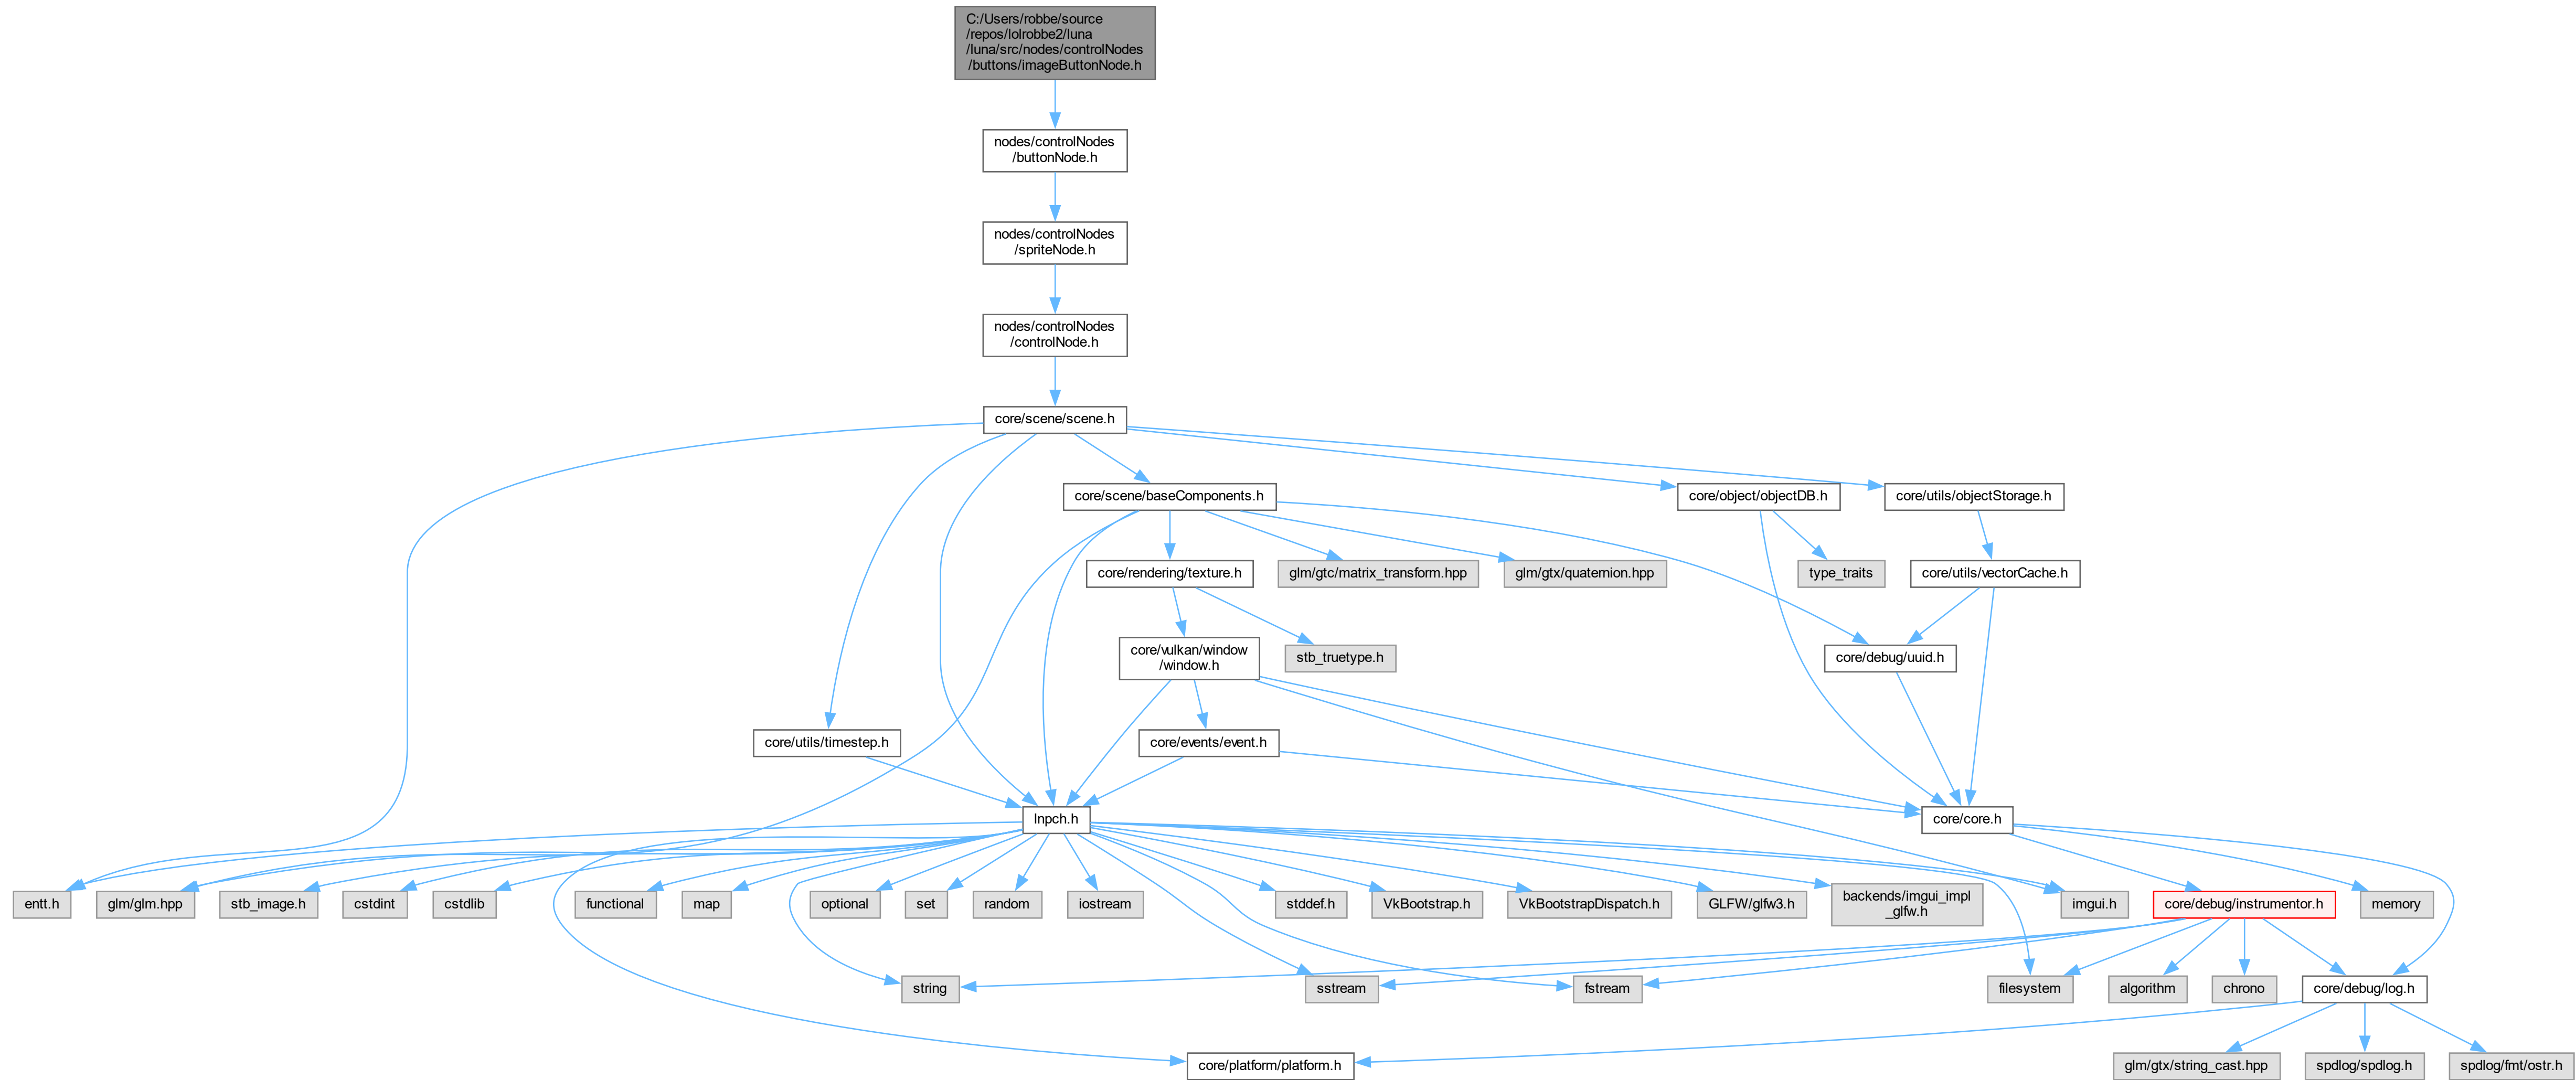 C:/Users/robbe/source
/repos/lolrobbe2/luna
/luna/src/nodes/controlNodes
/buttons/imageButtonNode.h
nodes/controlNodes
/buttonNode.h
nodes/controlNodes
/spriteNode.h
nodes/controlNodes
/controlNode.h
core/scene/scene.h
core/scene/baseComponents.h
core/object/objectDB.h
core/utils/objectStorage.h
core/rendering/texture.h
glm/gtc/matrix_transform.hpp
glm/gtx/quaternion.hpp
type_traits
core/utils/vectorCache.h
core/vulkan/window
/window.h
stb_truetype.h
core/debug/uuid.h
core/utils/timestep.h
core/events/event.h
lnpch.h
core/core.h
entt.h
glm/glm.hpp
stb_image.h
cstdint
cstdlib
functional
map
optional
set
random
iostream
stddef.h
VkBootstrap.h
VkBootstrapDispatch.h
GLFW/glfw3.h
backends/imgui_impl
_glfw.h
imgui.h
core/debug/instrumentor.h
memory
string
sstream
fstream
filesystem
algorithm
chrono
core/debug/log.h
core/platform/platform.h
glm/gtx/string_cast.hpp
spdlog/spdlog.h
spdlog/fmt/ostr.h